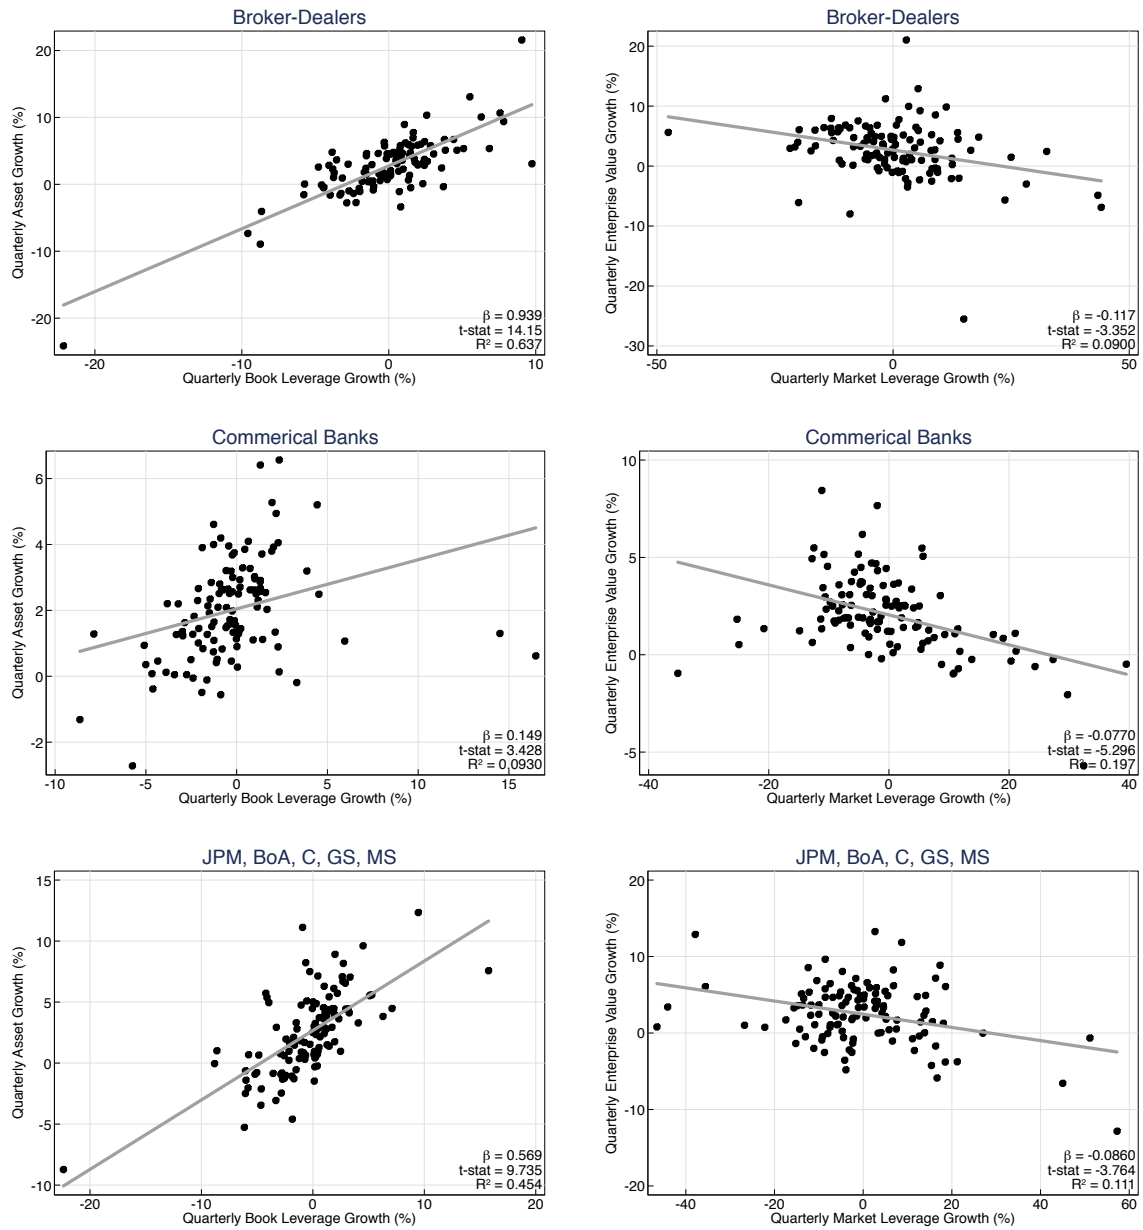 Broker-Dealers
Quarterly Asset Growth (%)
20
10
0
-10
-20
β = 0.939
t-stat = 14.15
R² = 0.637
-20 -10 0 10
Quarterly Book Leverage Growth (%)
Broker-Dealers
Quarterly Enterprise Value Growth (%)
20
10
0
-10
-20
-30
β = -0.117
t-stat = -3.352
R² = 0.0900
-50 0 50
Quarterly Market Leverage Growth (%)
Commerical Banks
Quarterly Asset Growth (%)
6
4
2
0
-2
β = 0.149
t-stat = 3.428
R² = 0.0930
-10 -5 0 5 10 15
Quarterly Book Leverage Growth (%)
Commerical Banks
Quarterly Enterprise Value Growth (%)
10
5
0
-5
β = -0.0770
t-stat = -5.296
R² = 0.197
-40 -20 0 20 40
Quarterly Market Leverage Growth (%)
JPM, BoA, C, GS, MS
Quarterly Asset Growth (%)
15
10
5
0
-5
-10
β = 0.569
t-stat = 9.735
R² = 0.454
-20 -10 0 10 20
Quarterly Book Leverage Growth (%)
JPM, BoA, C, GS, MS
Quarterly Enterprise Value Growth (%)
20
10
0
-10
-20
β = -0.0860
t-stat = -3.764
R² = 0.111
-40 -20 0 20 40 60
Quarterly Market Leverage Growth (%)